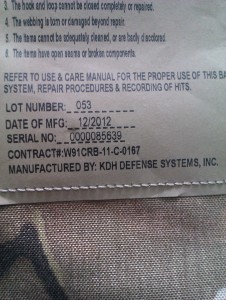 3. The hook and loop cannot be closed completely or repaired.
4. The webbing is torn or damaged beyond repair.
5. The items cannot be adequately cleaned, or are badly discolored.
6. The items have open seams or broken components.
REFER TO USE & CARE MANUAL FOR THE PROPER USE OF THIS BA
SYSTEM, REPAIR PROCEDURES & RECORDING OF HITS.
LOT NUMBER: 053
DATE OF MFG: 12/2012
SERIAL NO: 0000085639
CONTRACT#:W91CRB-11-C-0167
MANUFACTURED BY: KDH DEFENSE SYSTEMS, INC.